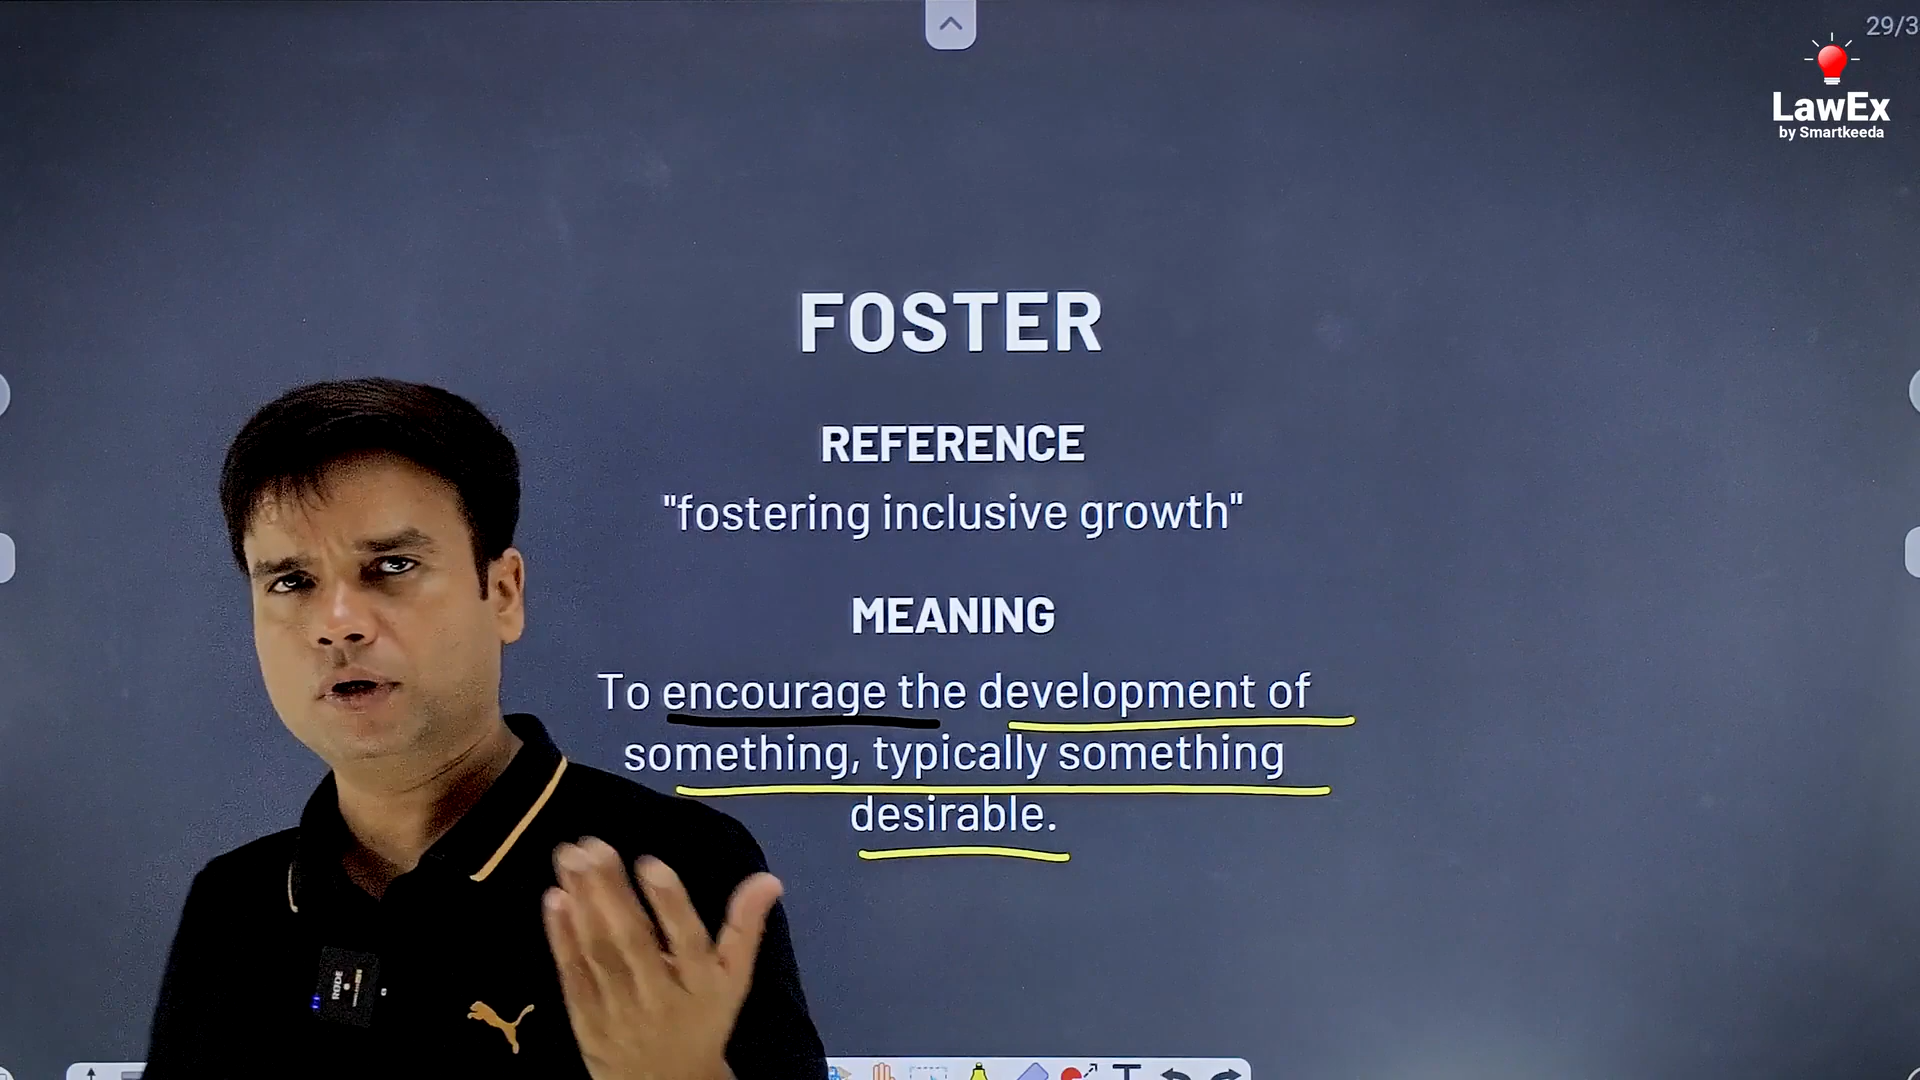 29/3
LawEx
by Smartkeeda
FOSTER
REFERENCE
"fostering inclusive growth"
MEANING
To encourage the development of
something, typically something
desirable.
RODE